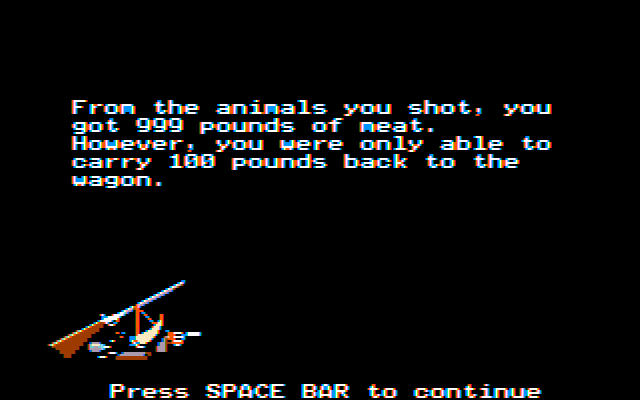 From the animals you shot, you
got 999 pounds of meat.
However, you were only able to
carry 100 pounds back to the
wagon.
Press SPACE BAR to continue